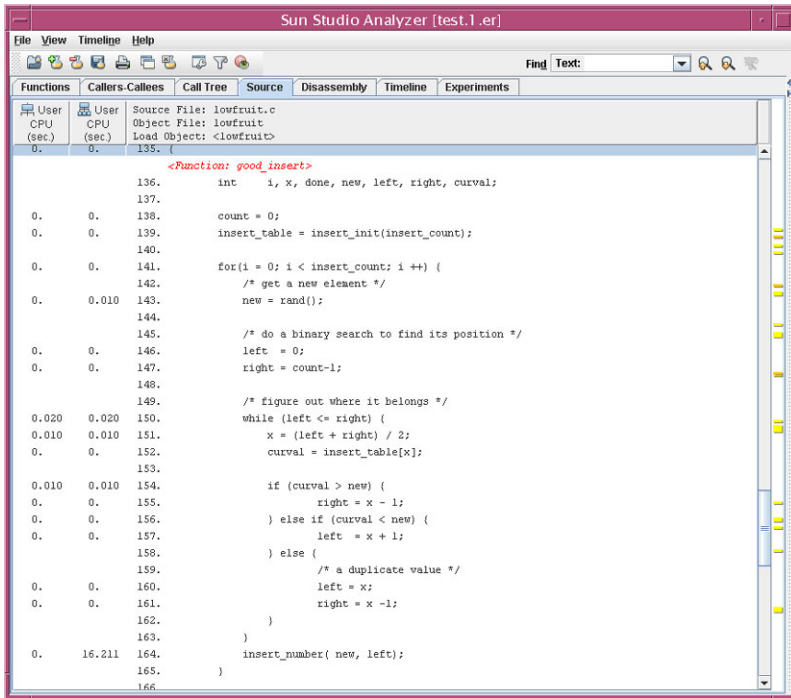 Sun Studio Analyzer [test.1.er]
File View Timeline Help
Find Text:
Functions Callers-Callees Call Tree Source Disassembly Timeline Experiments
User CPU (sec.) User CPU (sec.) Source File: lowfruit.c
Object File: lowfruit
Load Object: <lowfruit>
0. 0. 135. {
<Function: good_insert>
136. int i, x, done, new, left, right, curval;
137.
0. 0. 138. count = 0;
0. 0. 139. insert_table = insert_init(insert_count);
140.
0. 0. 141. for(i = 0; i < insert_count; i ++) {
142. /* get a new element */
0. 0.010 143. new = rand();
144.
145. /* do a binary search to find its position */
0. 0. 146. left = 0;
0. 0. 147. right = count-1;
148.
149. /* figure out where it belongs */
0.020 0.020 150. while (left <= right) {
0.010 0.010 151. x = (left + right) / 2;
0. 0. 152. curval = insert_table[x];
153.
0.010 0.010 154. if (curval > new) {
0. 0. 155. right = x - 1;
0. 0. 156. } else if (curval < new) {
0. 0. 157. left = x + 1;
158. } else {
159. /* a duplicate value */
0. 0. 160. left = x;
0. 0. 161. right = x -1;
162. }
163. }
0. 16.211 164. insert_number( new, left);
165. }
166